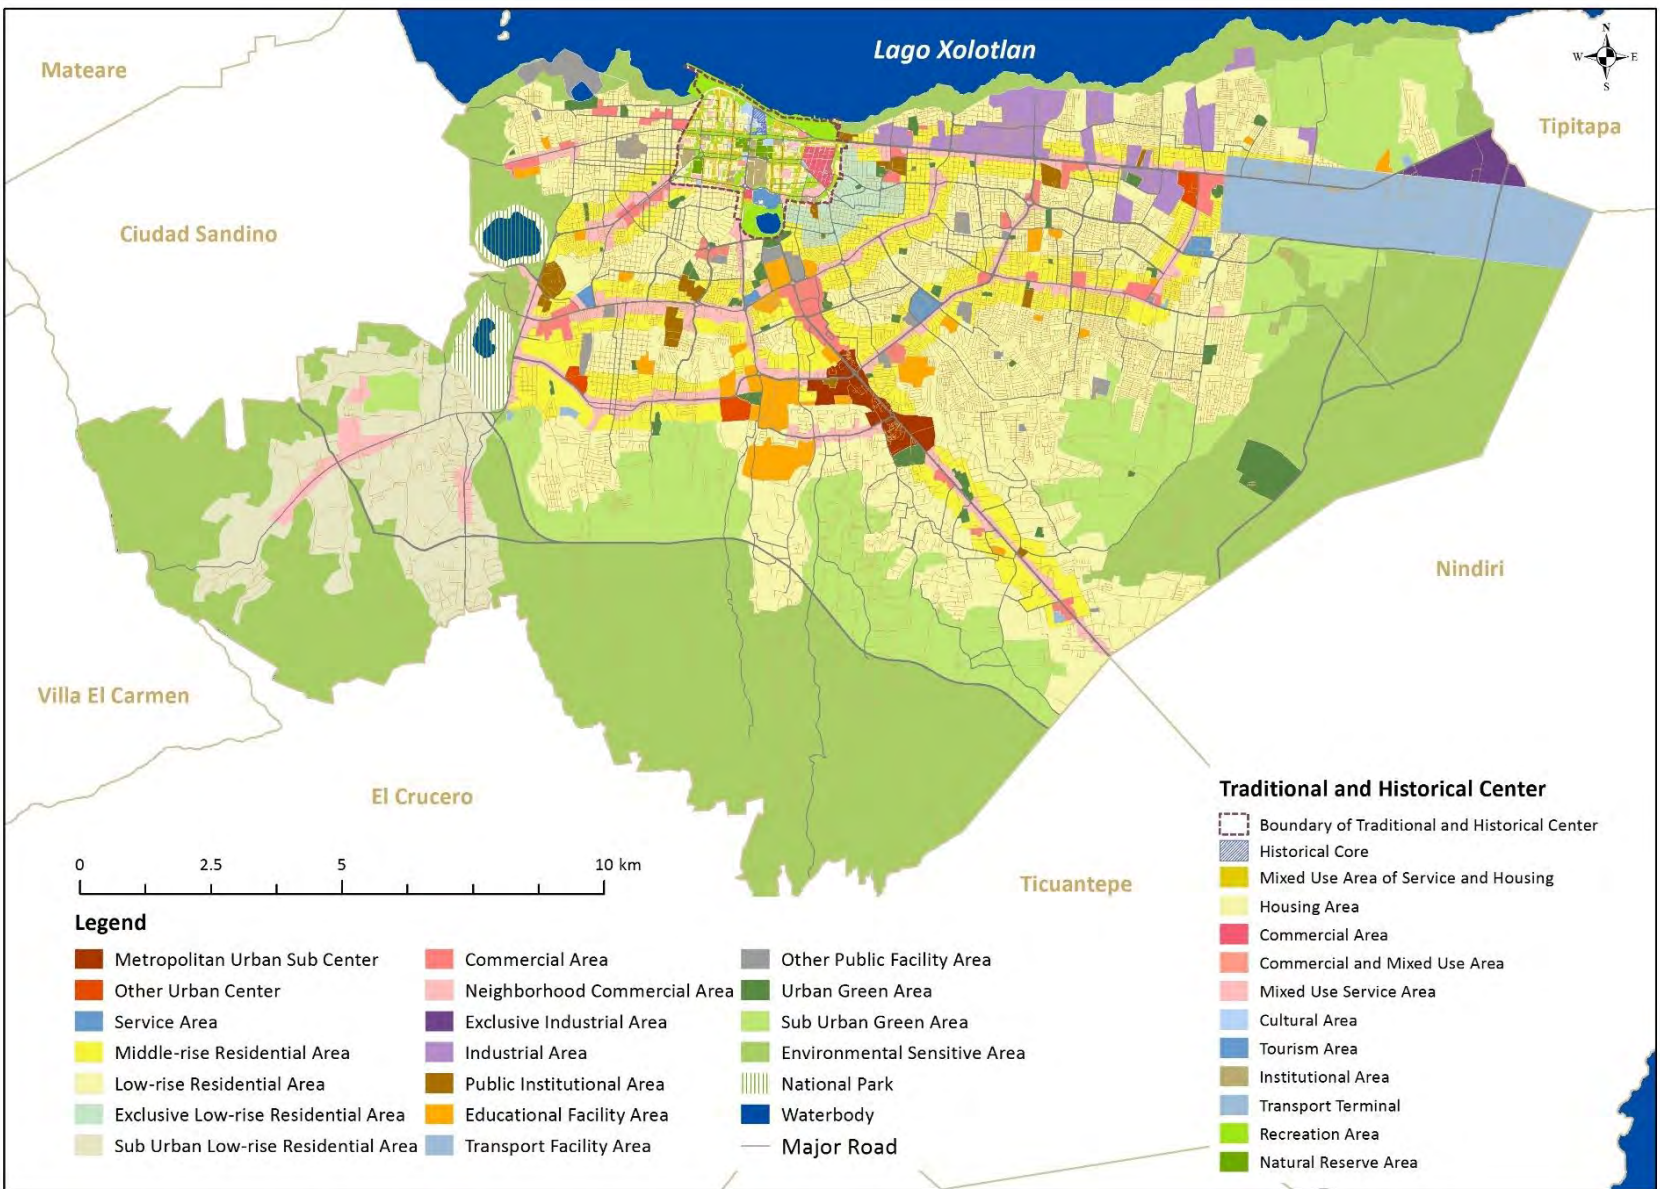 Lago Xolotlan
N
W
E
S
Mateare
Tipitapa
Ciudad Sandino
Nindiri
Villa El Carmen
El Crucero
Ticuantepe
0 2.5 5 10 km
Legend
Metropolitan Urban Sub Center
Other Urban Center
Service Area
Middle-rise Residential Area
Low-rise Residential Area
Exclusive Low-rise Residential Area
Sub Urban Low-rise Residential Area
Commercial Area
Neighborhood Commercial Area
Exclusive Industrial Area
Industrial Area
Public Institutional Area
Educational Facility Area
Transport Facility Area
Other Public Facility Area
Urban Green Area
Sub Urban Green Area
Environmental Sensitive Area
National Park
Waterbody
Major Road
Traditional and Historical Center
Boundary of Traditional and Historical Center
Historical Core
Mixed Use Area of Service and Housing
Housing Area
Commercial Area
Commercial and Mixed Use Area
Mixed Use Service Area
Cultural Area
Tourism Area
Institutional Area
Transport Terminal
Recreation Area
Natural Reserve Area